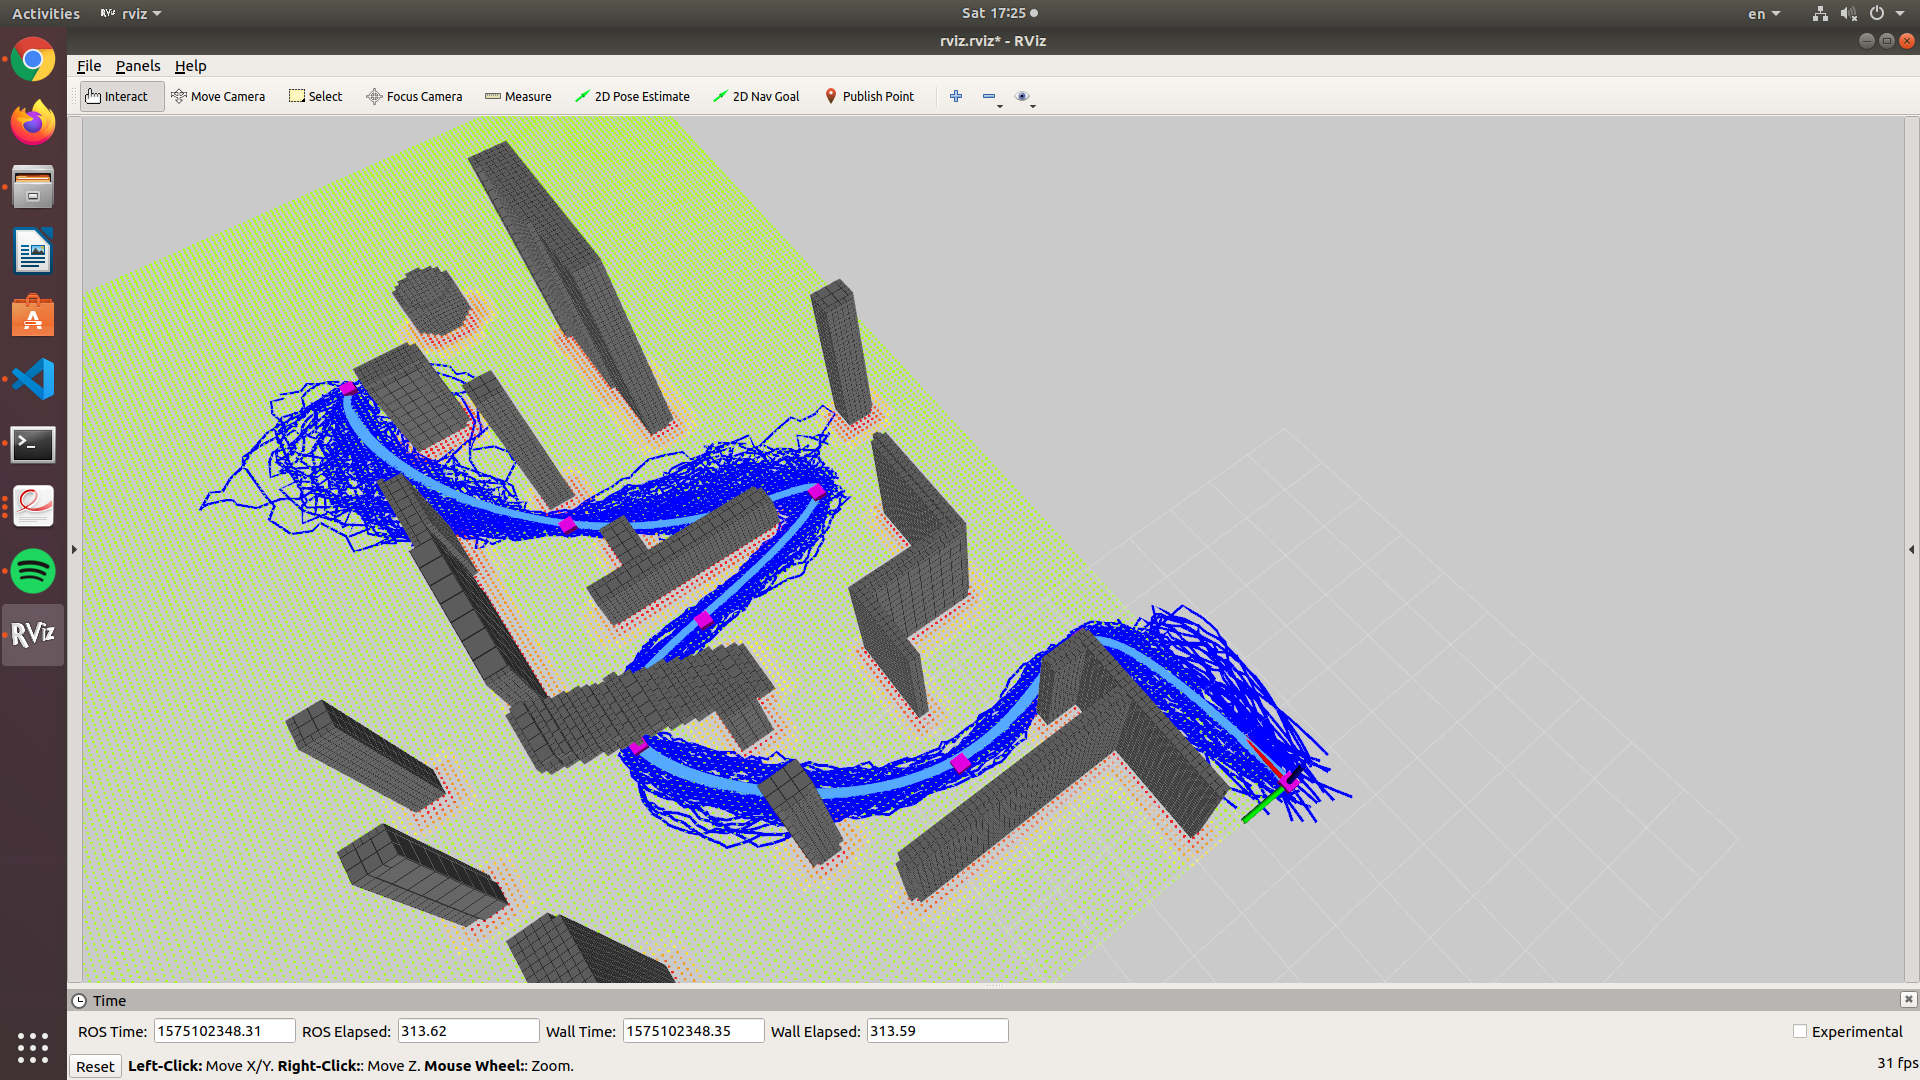 Activities RViz rviz Sat 17:25 en
rviz.rviz* - RViz
File Panels Help
Interact Move Camera Select Focus Camera Measure 2D Pose Estimate 2D Nav Goal Publish Point
RViz
Time
ROS Time: 1575102348.31 ROS Elapsed: 313.62 Wall Time: 1575102348.35 Wall Elapsed: 313.59 Experimental
Reset Left-Click: Move X/Y. Right-Click:: Move Z. Mouse Wheel:: Zoom. 31 fps